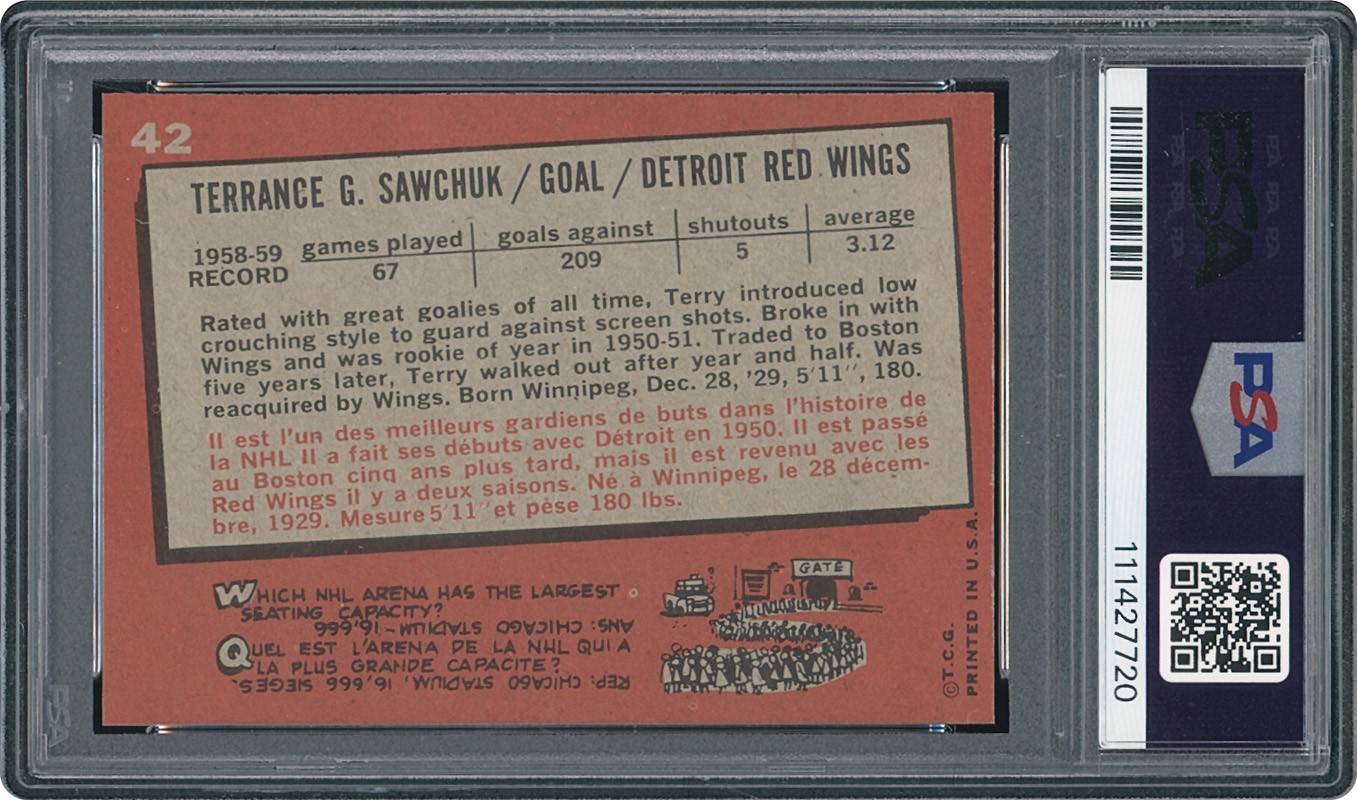 42
TERRANCE G. SAWCHUK / GOAL / DETROIT RED WINGS
1958-59 RECORD games played goals against shutouts average
67 209 5 3.12
Rated with great goalies of all time, Terry introduced low
crouching style to guard against screen shots. Broke in with
Wings and was rookie of year in 1950-51. Traded to Boston
five years later, Terry walked out after year and half. Was
reacquired by Wings. Born Winnipeg, Dec. 28, '29, 5'11", 180.
Il est l'un des meilleurs gardiens de buts dans l'histoire de
la NHL Il a fait ses débuts avec Détroit en 1950. Il est passé
au Boston cinq ans plus tard, mais il est revenu avec les
Red Wings il y a deux saisons. Né à Winnipeg, le 28 décem-
bre, 1929. Mesure 5'11" et pèse 180 lbs.
WHICH NHL ARENA HAS THE LARGEST
SEATING CAPACITY?
ANS: CHICAGO STADIUM - 16,666
QUEL EST L'ARENA DE LA NHL QUI A
LA PLUS GRANDE CAPACITE?
REP: CHICAGO STADIUM, 16,666 SIEGES.
GATE
©T.C.G.
PRINTED IN U.S.A.
PSA
PSA
111427720
PSA